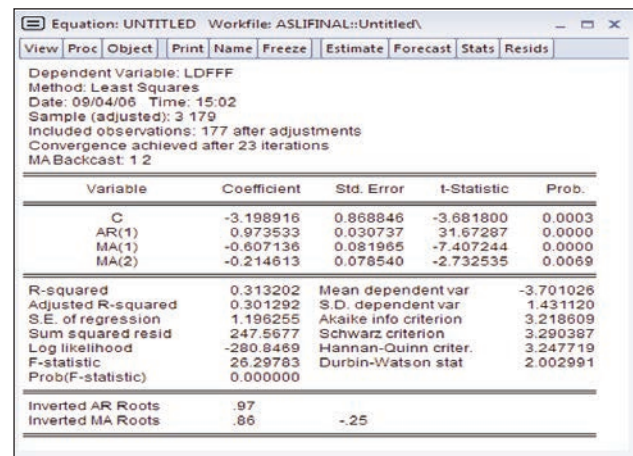 Equation: UNTITLED Workfile: ASLIFINAL::Untitled\
View Proc Object Print Name Freeze Estimate Forecast Stats Resids
Dependent Variable: LDFFF
Method: Least Squares
Date: 09/04/06 Time: 15:02
Sample (adjusted): 3 179
Included observations: 177 after adjustments
Convergence achieved after 23 iterations
MA Backcast: 1 2
Variable Coefficient Std. Error t-Statistic Prob.
C -3.198916 0.868846 -3.681800 0.0003
AR(1) 0.973533 0.030737 31.67287 0.0000
MA(1) -0.607136 0.081965 -7.407244 0.0000
MA(2) -0.214613 0.078540 -2.732535 0.0069
R-squared 0.313202 Mean dependent var -3.701026
Adjusted R-squared 0.301292 S.D. dependent var 1.431120
S.E. of regression 1.196255 Akaike info criterion 3.218609
Sum squared resid 247.5677 Schwarz criterion 3.290387
Log likelihood -280.8469 Hannan-Quinn criter. 3.247719
F-statistic 26.29783 Durbin-Watson stat 2.002991
Prob(F-statistic) 0.000000
Inverted AR Roots .97
Inverted MA Roots .86 -.25